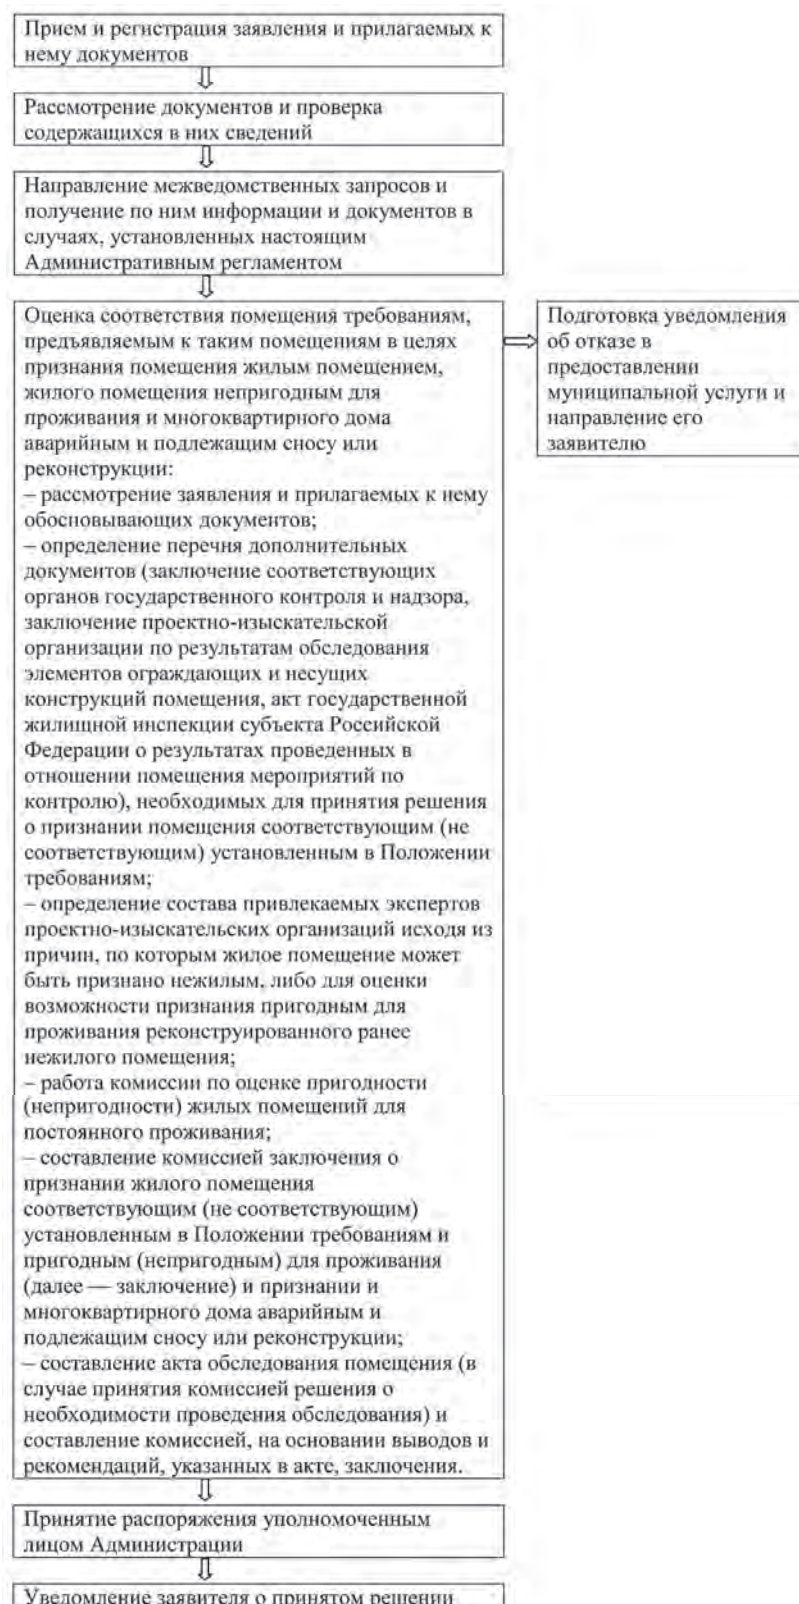 Прием и регистрация заявления и прилагаемых к
нему документов
Рассмотрение документов и проверка
содержащихся в них сведений
Направление межведомственных запросов и
получение по ним информации и документов в
случаях, установленных настоящим
Административным регламентом
Оценка соответствия помещения требованиям,
предъявляемым к таким помещениям в целях
признания помещения жилым помещением,
жилого помещения непригодным для
проживания и многоквартирного дома
аварийным и подлежащим сносу или
реконструкции:
– рассмотрение заявления и прилагаемых к нему
обосновывающих документов;
– определение перечня дополнительных
документов (заключение соответствующих
органов государственного контроля и надзора,
заключение проектно-изыскательской
организации по результатам обследования
элементов ограждающих и несущих
конструкций помещения, акт государственной
жилищной инспекции субъекта Российской
Федерации о результатах проведенных в
отношении помещения мероприятий по
контролю), необходимых для принятия решения
о признании помещения соответствующим (не
соответствующим) установленным в Положении
требованиям;
– определение состава привлекаемых экспертов
проектно-изыскательских организаций исходя из
причин, по которым жилое помещение может
быть признано нежилым, либо для оценки
возможности признания пригодным для
проживания реконструированного ранее
нежилого помещения;
– работа комиссии по оценке пригодности
(непригодности) жилых помещений для
постоянного проживания;
– составление комиссией заключения о
признании жилого помещения
соответствующим (не соответствующим)
установленным в Положении требованиям и
пригодным (непригодным) для проживания
(далее — заключение) и признании и
многоквартирного дома аварийным и
подлежащим сносу или реконструкции;
– составление акта обследования помещения (в
случае принятия комиссией решения о
необходимости проведения обследования) и
составление комиссией, на основании выводов и
рекомендаций, указанных в акте, заключения.
Подготовка уведомления
об отказе в
предоставлении
муниципальной услуги и
направление его
заявителю
Принятие распоряжения уполномоченным
лицом Администрации
Уведомление заявителя о принятом решении